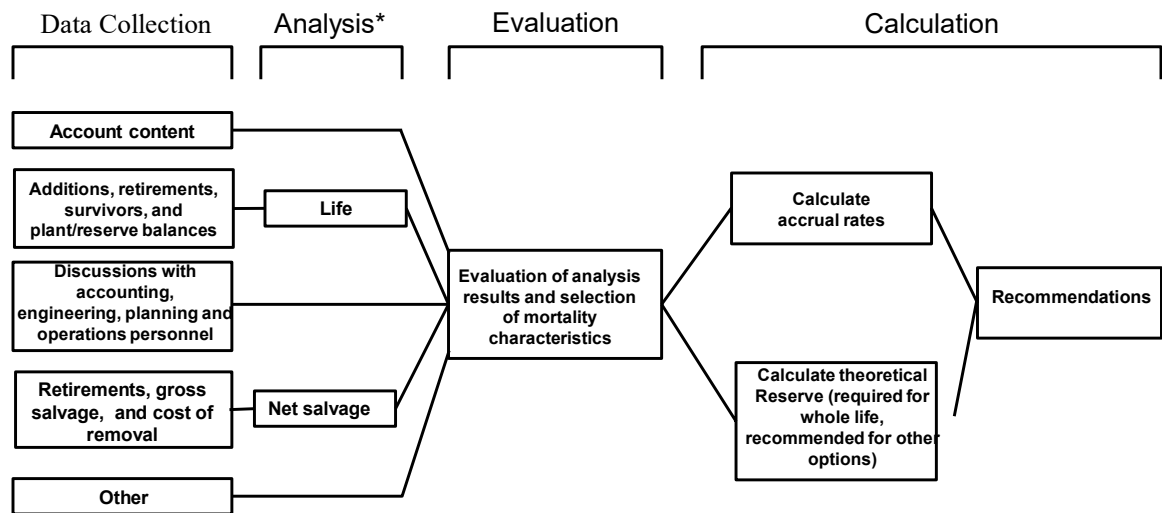 Data Collection
Analysis*
Evaluation
Calculation
Account content
Additions, retirements,
survivors, and
plant/reserve balances
Life
Discussions with
accounting,
engineering, planning and
operations personnel
Retirements, gross
salvage, and cost of
removal
Net salvage
Other
Evaluation of analysis
results and selection
of mortality
characteristics
Calculate
accrual rates
Calculate theoretical
Reserve (required for
whole life,
recommended for other
options)
Recommendations